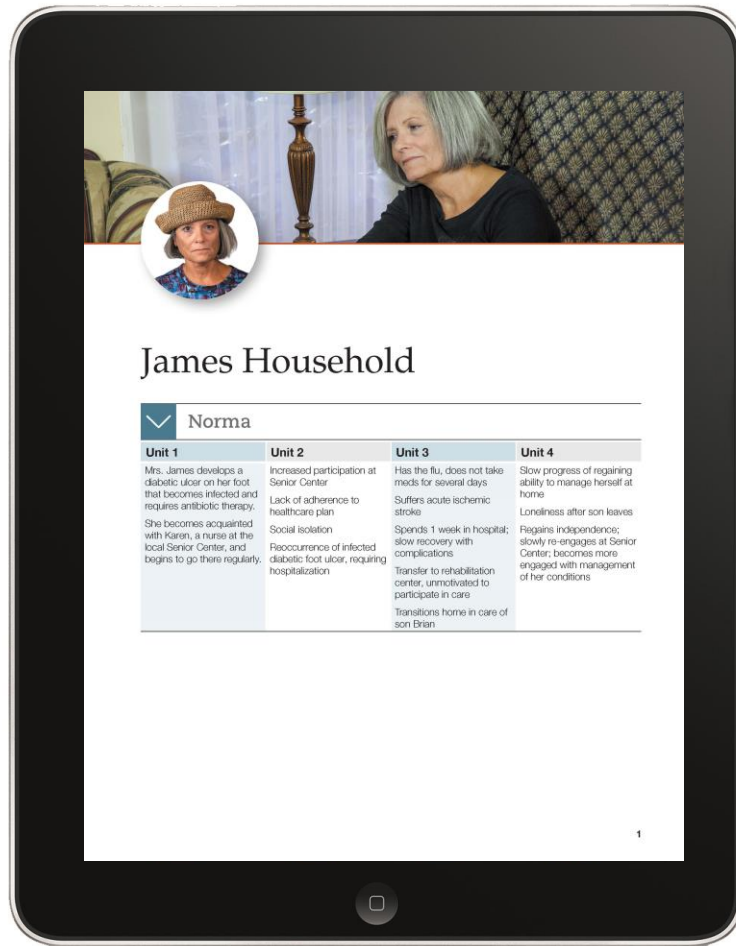 James Household
Norma
Unit 1
Mrs. James develops a
diabetic ulcer on her foot
that becomes infected and
requires antibiotic therapy.
She becomes acquainted
with Karen, a nurse at the
local Senior Center, and
begins to go there regularly.
Unit 2
Increased participation at
Senior Center
Lack of adherence to
healthcare plan
Social isolation
Reoccurrence of infected
diabetic foot ulcer, requiring
hospitalization
Unit 3
Has the flu, does not take
meds for several days
Suffers acute ischemic
stroke
Spends 1 week in hospital;
slow recovery with
complications
Transfer to rehabilitation
center, unmotivated to
participate in care
Transitions home in care of
son Brian
Unit 4
Slow progress of regaining
ability to manage herself at
home
Loneliness after son leaves
Regains independence;
slowly re-engages at Senior
Center; becomes more
engaged with management
of her conditions
1